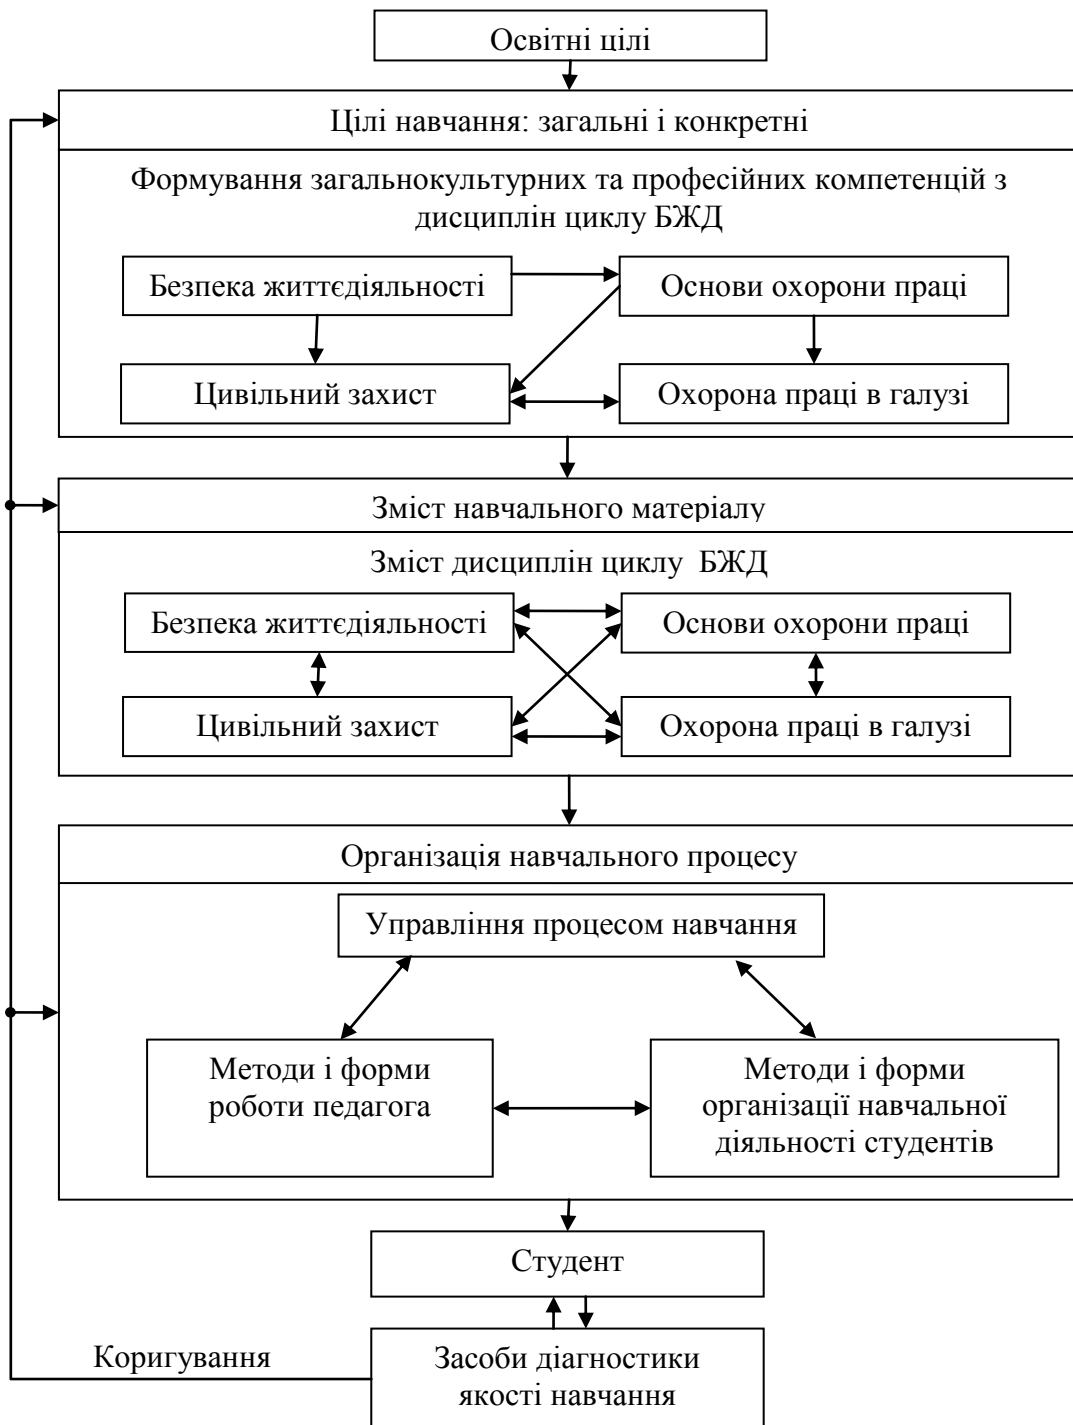 Освітні цілі
Цілі навчання: загальні і конкретні
Формування загальнокультурних та професійних компетенцій з
дисциплін циклу БЖД
Безпека життєдіяльності
Основи охорони праці
Цивільний захист
Охорона праці в галузі
Зміст навчального матеріалу
Зміст дисциплін циклу БЖД
Безпека життєдіяльності
Основи охорони праці
Цивільний захист
Охорона праці в галузі
Організація навчального процесу
Управління процесом навчання
Методи і форми
роботи педагога
Методи і форми
організації навчальної
діяльності студентів
Студент
Коригування
Засоби діагностики
якості навчання